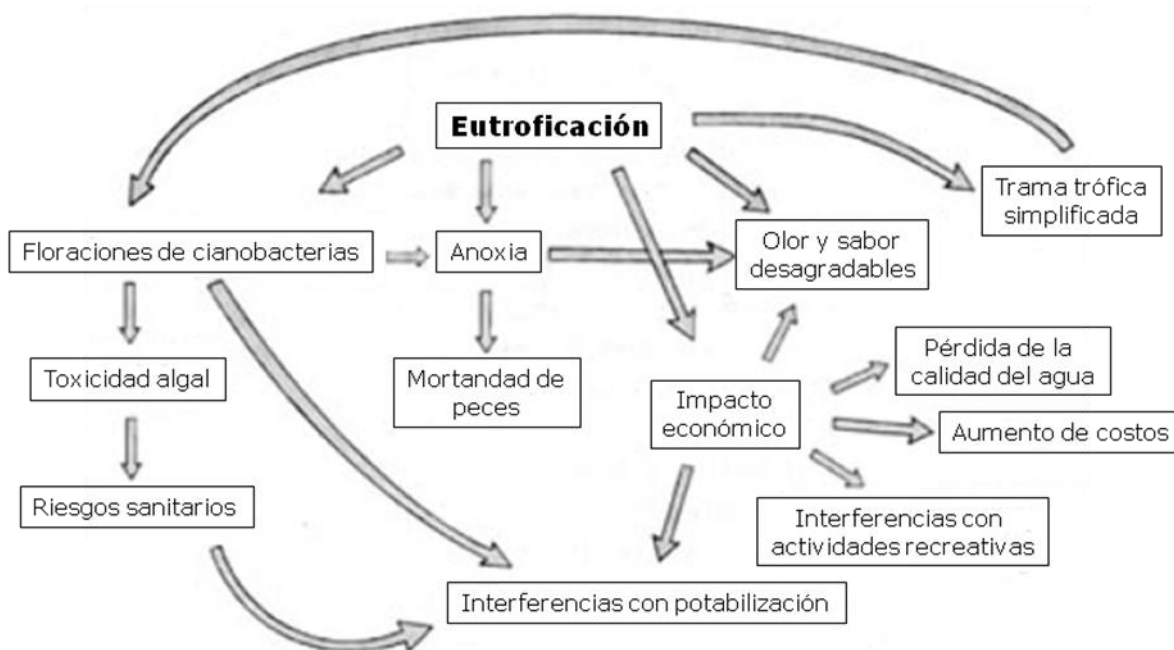 Eutroficación
Trama trófica
simplificada
Floraciones de cianobacterias
Anoxia
Olor y sabor
desagradables
Toxicidad algal
Mortandad de
peces
Impacto
económico
Pérdida de la
calidad del agua
Aumento de costos
Riesgos sanitarios
Interferencias con
actividades recreativas
Interferencias con potabilización